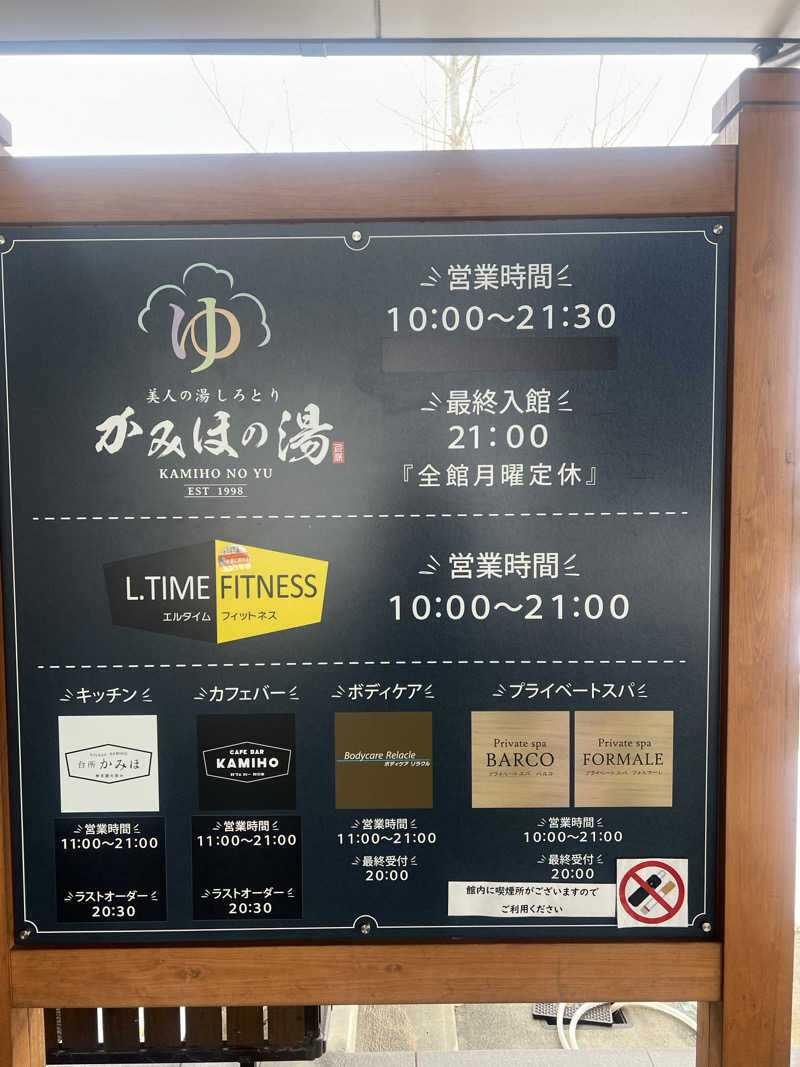 ゆ
美人の湯しろとり
かみほの湯
KAMIHO NO YU
EST 1998
営業時間
10:00〜21:30
最終入館
21:00
『全館月曜定休』
L.TIME FITNESS
エルタイム フィットネス
営業時間
10:00〜21:00
キッチン
台所 かみほ
営業時間
11:00〜21:00
ラストオーダー
20:30
カフェバー
CAFE BAR
KAMIHO
営業時間
11:00〜21:00
ラストオーダー
20:30
ボディケア
Bodycare Relacle
ボディケア リラクル
営業時間
11:00〜21:00
最終受付
20:00
プライベートスパ
Private spa
BARCO
プライベートスパ バルコ
Private spa
FORMALE
プライベートスパ フォルマーレ
営業時間
10:00〜21:00
最終受付
20:00
館内に喫煙所がございますので
ご利用ください